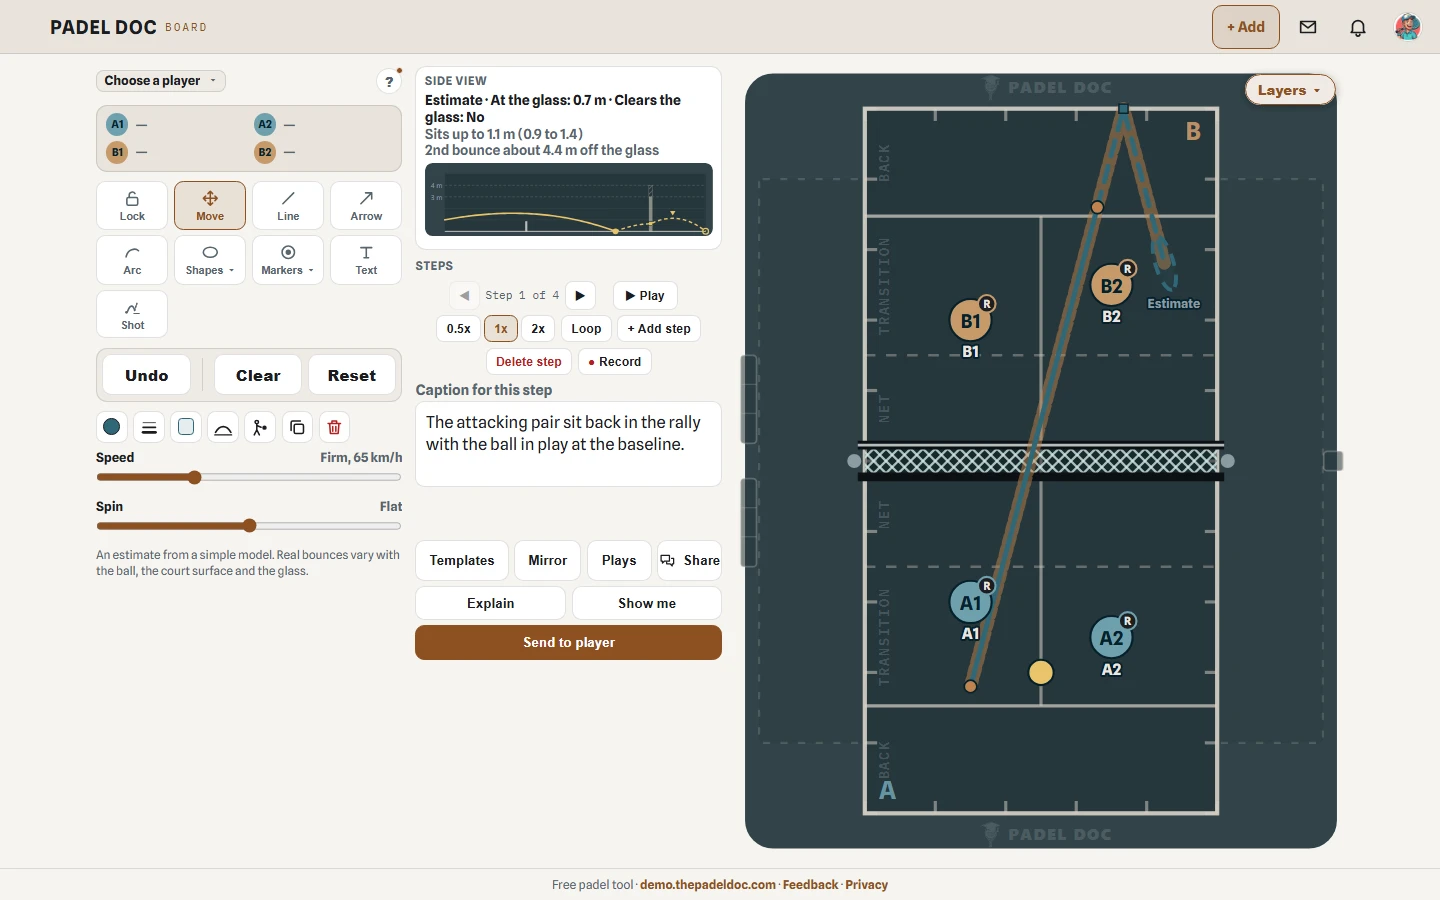 PADEL DOC BOARD
+ Add
Choose a player
?
A1 —
A2 —
B1 —
B2 —
Lock
Move
Line
Arrow
Arc
Shapes
Markers
Text
Shot
Undo
Clear
Reset
Speed
Firm, 65 km/h
Spin
Flat
An estimate from a simple model. Real bounces vary with
the ball, the court surface and the glass.
SIDE VIEW
Estimate · At the glass: 0.7 m · Clears the
glass: No
Sits up to 1.1 m (0.9 to 1.4)
2nd bounce about 4.4 m off the glass
4 m
3 m
STEPS
◀ Step 1 of 4 ▶
▶ Play
0.5x
1x
2x
Loop
+ Add step
Delete step
● Record
Caption for this step
The attacking pair sit back in the rally
with the ball in play at the baseline.
Templates
Mirror
Plays
Share
Explain
Show me
Send to player
PADEL DOC
Layers
B
BACK
TRANSITION
NET
B1
R
B1
B2
R
B2
Estimate
NET
TRANSITION
BACK
A1
R
A1
A2
R
A2
A
PADEL DOC
Free padel tool · demo.thepadeldoc.com · Feedback · Privacy